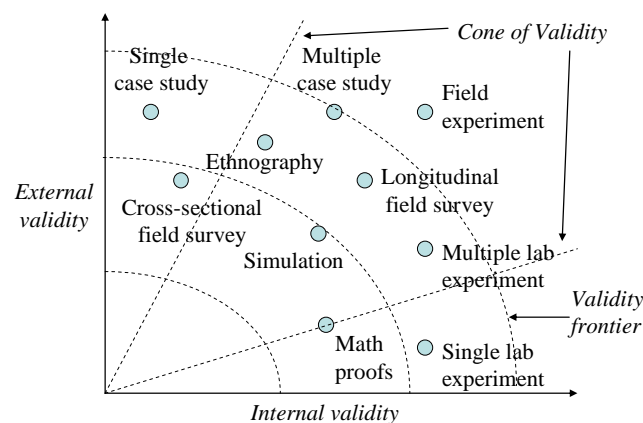 Cone of Validity
Single
case study
Multiple
case study
Field
experiment
Ethnography
External
validity
Cross-sectional
field survey
Longitudinal
field survey
Simulation
Multiple lab
experiment
Validity
frontier
Math
proofs
Single lab
experiment
Internal validity